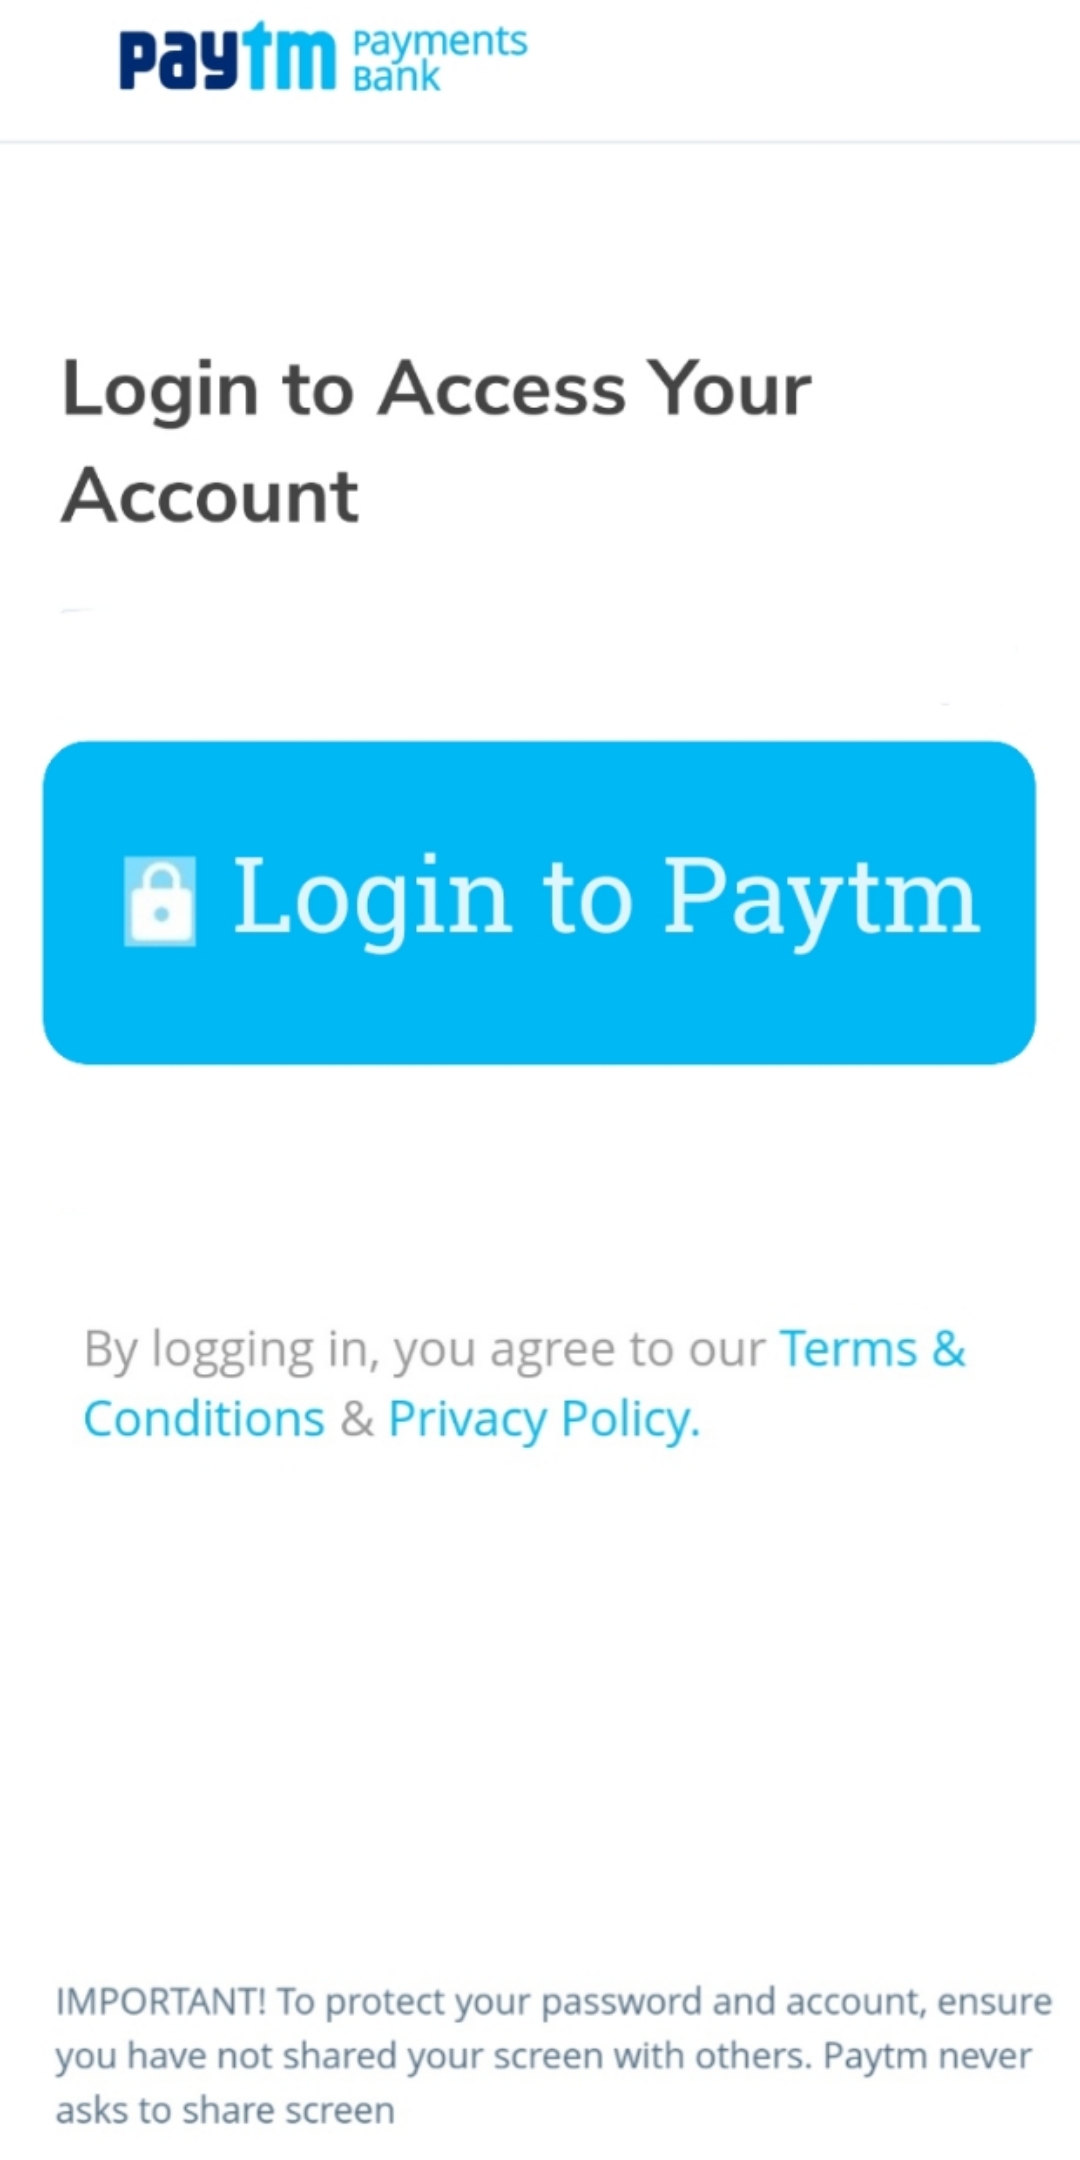 paytm Payments
Bank
Login to Access Your
Account
Login to Paytm
By logging in, you agree to our Terms &
Conditions & Privacy Policy.
IMPORTANT! To protect your password and account, ensure
you have not shared your screen with others. Paytm never
asks to share screen